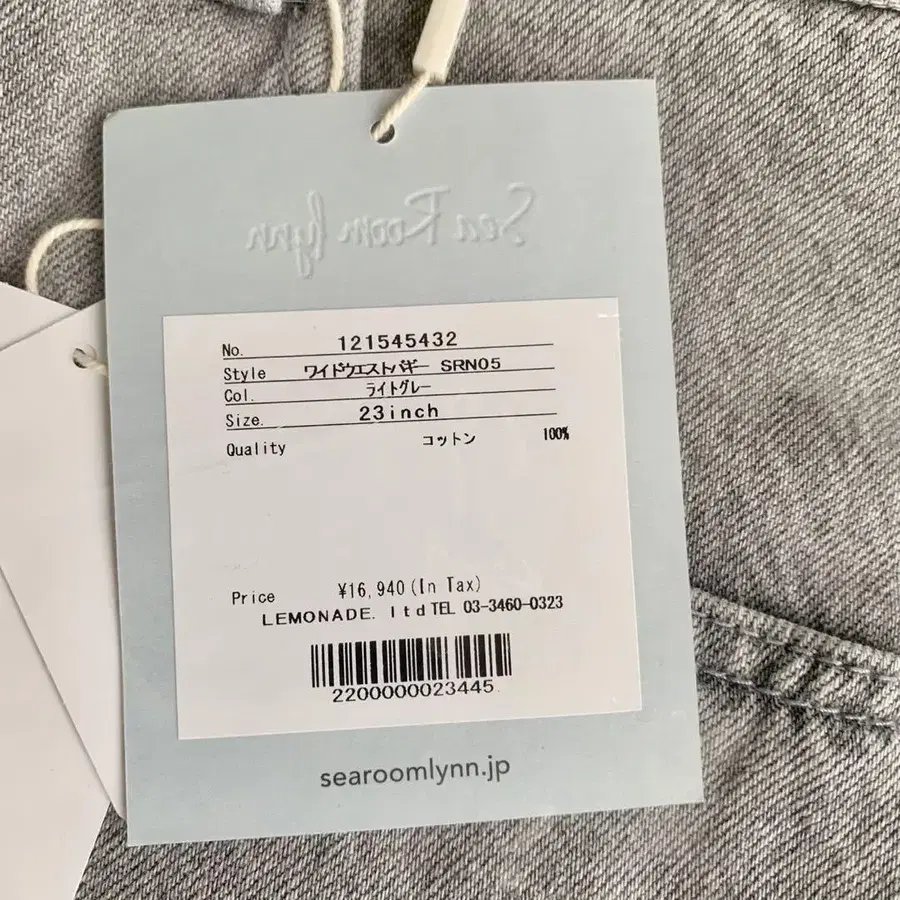 Sea Room lynn
No. 121545432
Style ワイドウエストバギー SRN05
Col. ライトグレー
Size. 23inch
Quality コットン 100%
Price ¥16,940(In Tax)
LEMONADE. ltd TEL 03-3460-0323
2200000023445
searoomlynn.jp